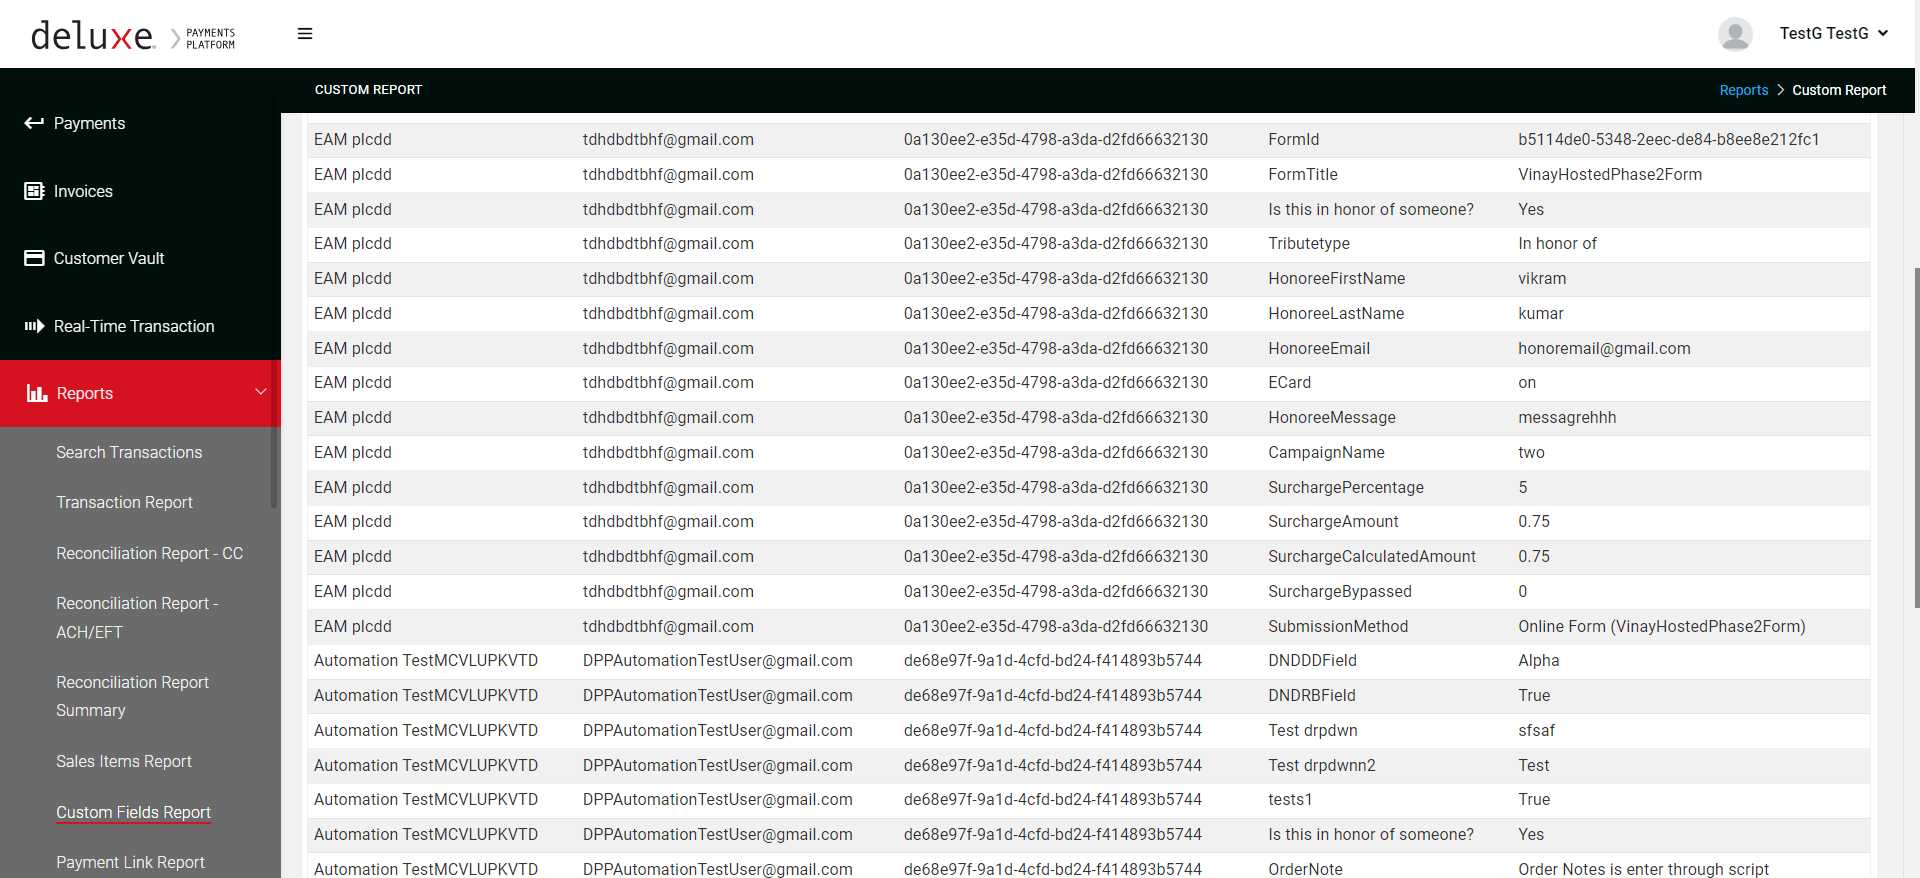 deluxe. PAYMENTS PLATFORM
TestG TestG
CUSTOM REPORT
Reports > Custom Report
Payments
Invoices
Customer Vault
Real-Time Transaction
Reports
Search Transactions
Transaction Report
Reconciliation Report - CC
Reconciliation Report -
ACH/EFT
Reconciliation Report
Summary
Sales Items Report
Custom Fields Report
Payment Link Report
EAM plcdd tdhdbdtbhf@gmail.com 0a130ee2-e35d-4798-a3da-d2fd66632130 FormId b5114de0-5348-2eec-de84-b8ee8e212fc1
EAM plcdd tdhdbdtbhf@gmail.com 0a130ee2-e35d-4798-a3da-d2fd66632130 FormTitle VinayHostedPhase2Form
EAM plcdd tdhdbdtbhf@gmail.com 0a130ee2-e35d-4798-a3da-d2fd66632130 Is this in honor of someone? Yes
EAM plcdd tdhdbdtbhf@gmail.com 0a130ee2-e35d-4798-a3da-d2fd66632130 Tributetype In honor of
EAM plcdd tdhdbdtbhf@gmail.com 0a130ee2-e35d-4798-a3da-d2fd66632130 HonoreeFirstName vikram
EAM plcdd tdhdbdtbhf@gmail.com 0a130ee2-e35d-4798-a3da-d2fd66632130 HonoreeLastName kumar
EAM plcdd tdhdbdtbhf@gmail.com 0a130ee2-e35d-4798-a3da-d2fd66632130 HonoreeEmail honoremail@gmail.com
EAM plcdd tdhdbdtbhf@gmail.com 0a130ee2-e35d-4798-a3da-d2fd66632130 ECard on
EAM plcdd tdhdbdtbhf@gmail.com 0a130ee2-e35d-4798-a3da-d2fd66632130 HonoreeMessage messagrehhh
EAM plcdd tdhdbdtbhf@gmail.com 0a130ee2-e35d-4798-a3da-d2fd66632130 CampaignName two
EAM plcdd tdhdbdtbhf@gmail.com 0a130ee2-e35d-4798-a3da-d2fd66632130 SurchargePercentage 5
EAM plcdd tdhdbdtbhf@gmail.com 0a130ee2-e35d-4798-a3da-d2fd66632130 SurchargeAmount 0.75
EAM plcdd tdhdbdtbhf@gmail.com 0a130ee2-e35d-4798-a3da-d2fd66632130 SurchargeCalculatedAmount 0.75
EAM plcdd tdhdbdtbhf@gmail.com 0a130ee2-e35d-4798-a3da-d2fd66632130 SurchargeBypassed 0
EAM plcdd tdhdbdtbhf@gmail.com 0a130ee2-e35d-4798-a3da-d2fd66632130 SubmissionMethod Online Form (VinayHostedPhase2Form)
Automation TestMCVLUPKVTD DPPAutomationTestUser@gmail.com de68e97f-9a1d-4cfd-bd24-f414893b5744 DNDDDField Alpha
Automation TestMCVLUPKVTD DPPAutomationTestUser@gmail.com de68e97f-9a1d-4cfd-bd24-f414893b5744 DNDRBField True
Automation TestMCVLUPKVTD DPPAutomationTestUser@gmail.com de68e97f-9a1d-4cfd-bd24-f414893b5744 Test drpdwn sfsaf
Automation TestMCVLUPKVTD DPPAutomationTestUser@gmail.com de68e97f-9a1d-4cfd-bd24-f414893b5744 Test drpdwnn2 Test
Automation TestMCVLUPKVTD DPPAutomationTestUser@gmail.com de68e97f-9a1d-4cfd-bd24-f414893b5744 tests1 True
Automation TestMCVLUPKVTD DPPAutomationTestUser@gmail.com de68e97f-9a1d-4cfd-bd24-f414893b5744 Is this in honor of someone? Yes
Automation TestMCVLUPKVTD DPPAutomationTestUser@gmail.com de68e97f-9a1d-4cfd-bd24-f414893b5744 OrderNote Order Notes is enter through script